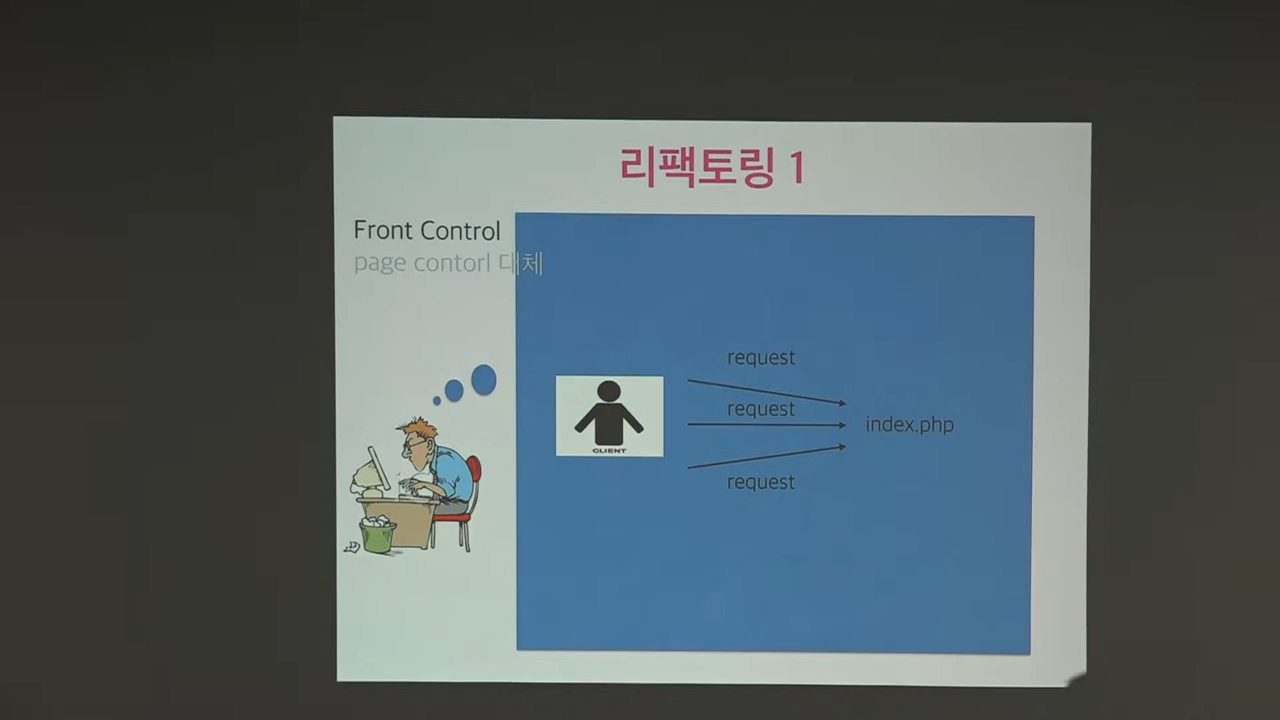 리팩토링 1
Front Control
page contorl 대체
request
request
index.php
request
CLIENT